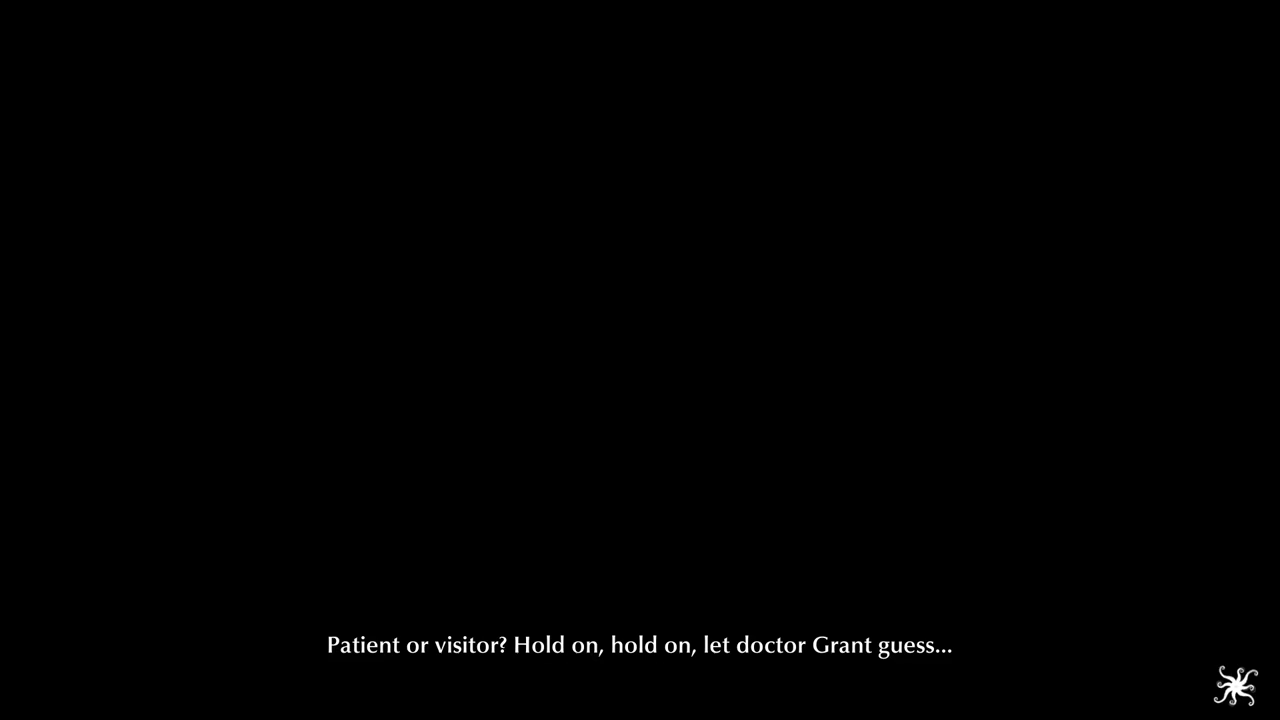 Patient or visitor? Hold on, hold on, let doctor Grant guess...